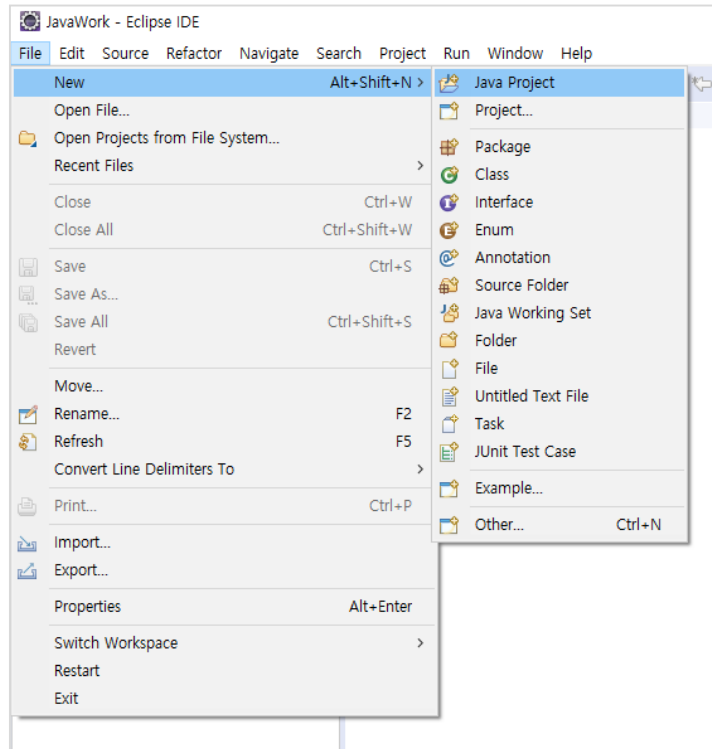 JavaWork - Eclipse IDE
File Edit Source Refactor Navigate Search Project Run Window Help
New Alt+Shift+N >
Open File...
Open Projects from File System...
Recent Files >
Close Ctrl+W
Close All Ctrl+Shift+W
Save Ctrl+S
Save As...
Save All Ctrl+Shift+S
Revert
Move...
Rename... F2
Refresh F5
Convert Line Delimiters To >
Print... Ctrl+P
Import...
Export...
Properties Alt+Enter
Switch Workspace >
Restart
Exit
Java Project
Project...
Package
Class
Interface
Enum
Annotation
Source Folder
Java Working Set
Folder
File
Untitled Text File
Task
JUnit Test Case
Example...
Other... Ctrl+N